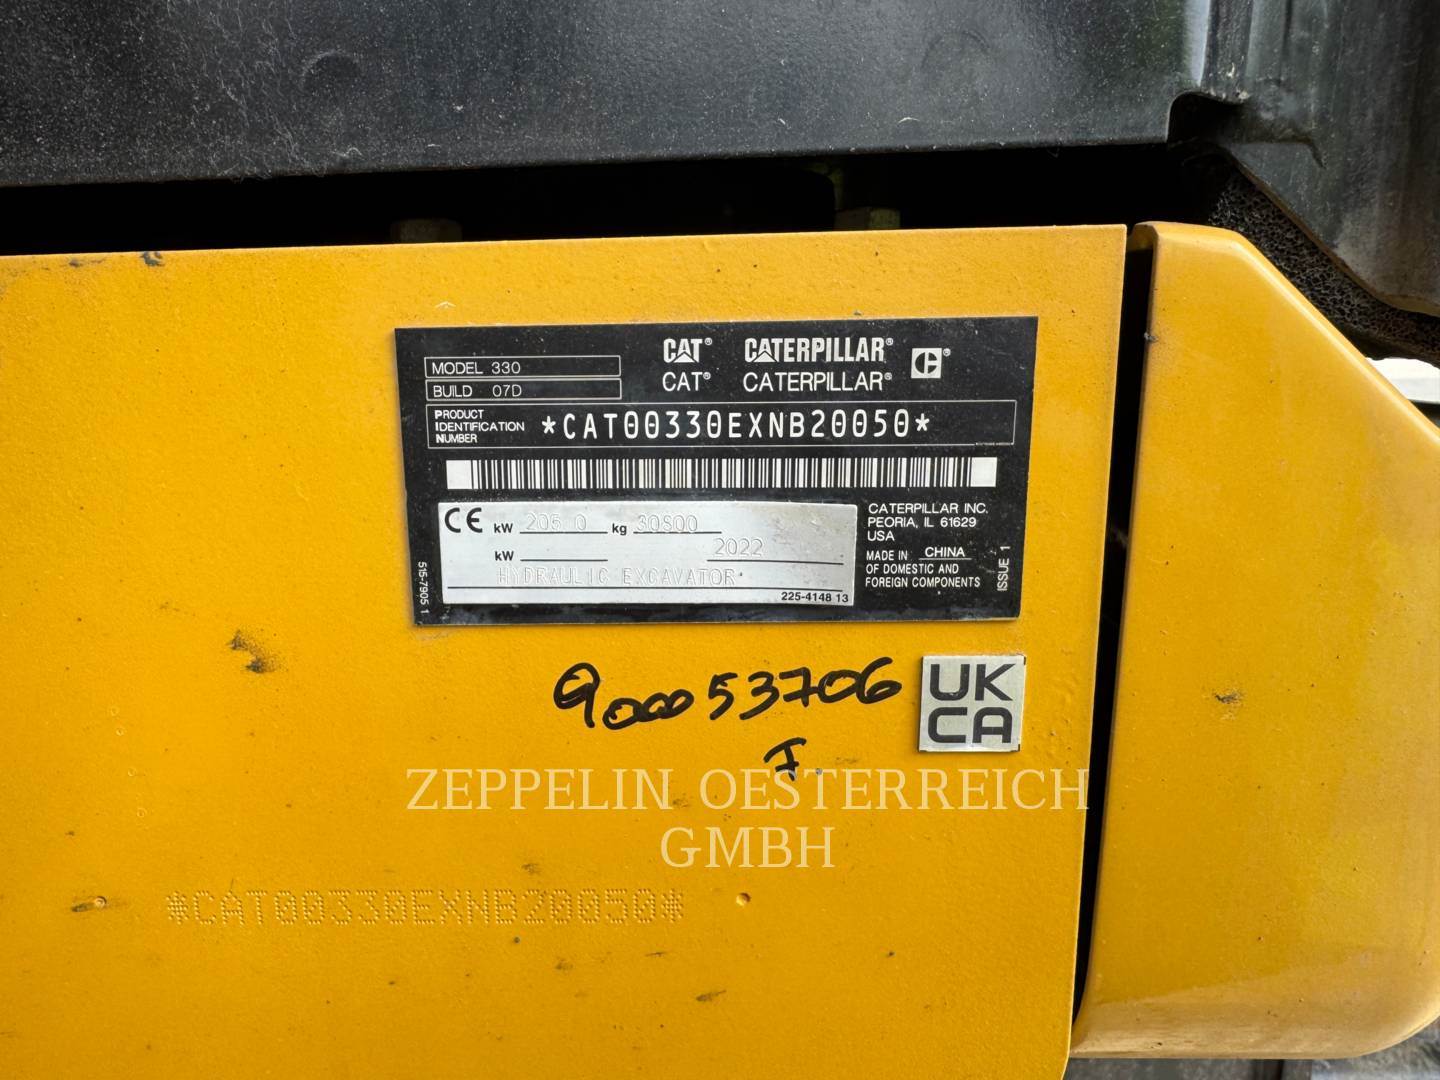 MODEL 330
BUILD 07D
CAT® CATERPILLAR®
CAT® CATERPILLAR®
PRODUCT IDENTIFICATION NUMBER
*CAT00330EXNB20050*
CE kW 205.0 kg 30800
kW 2022
HYDRAULIC EXCAVATOR
225-4148 13
CATERPILLAR INC.
PEORIA, IL 61629
USA
MADE IN CHINA
OF DOMESTIC AND
FOREIGN COMPONENTS
ISSUE 1
515-7905 1
900053706
UK
CA
ZEPPELIN OESTERREICH
GMBH
*CAT00330EXNB20050*